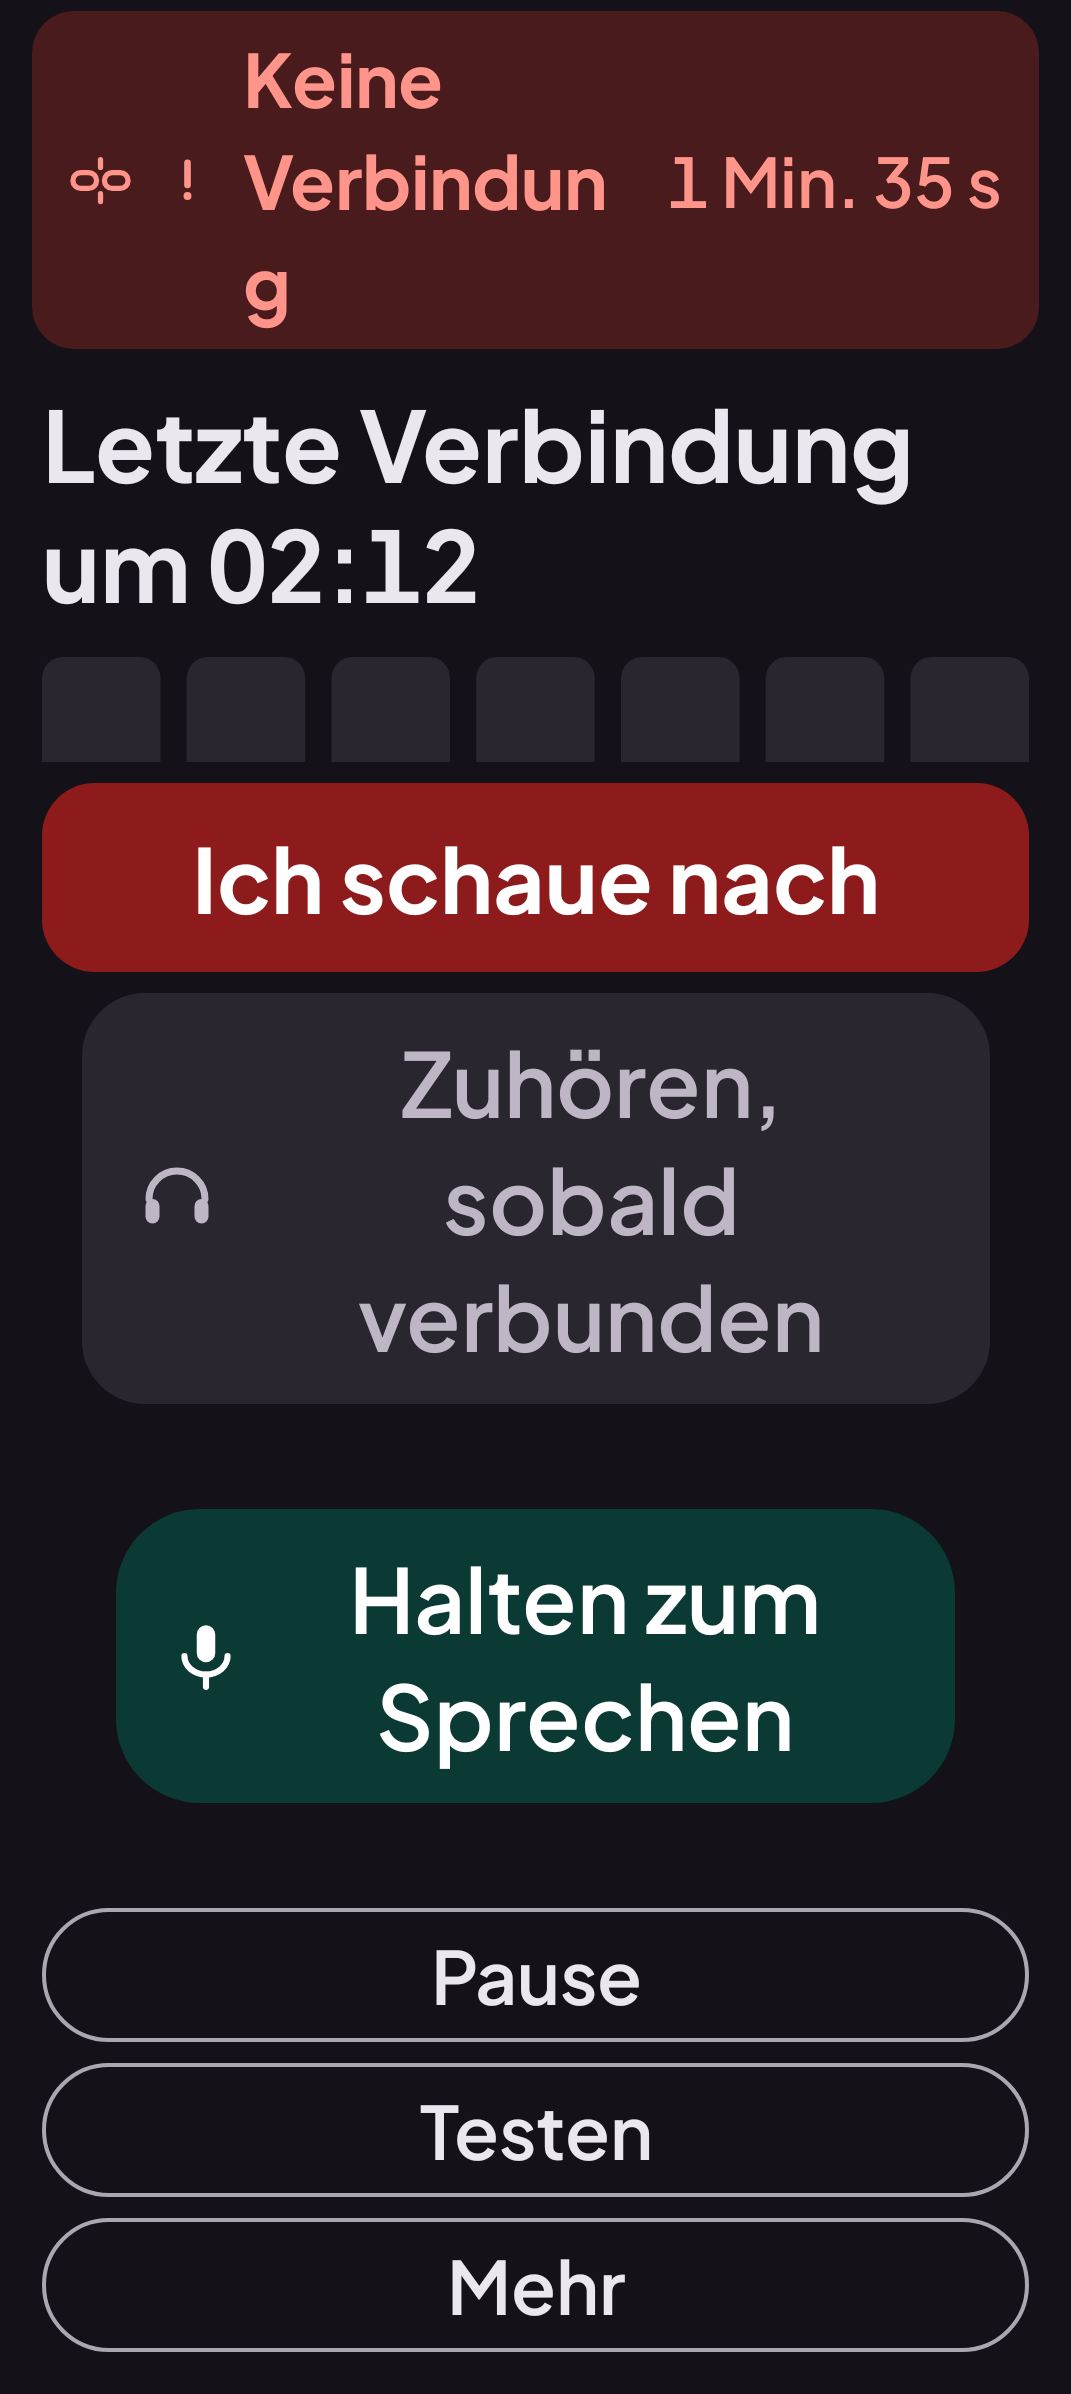 Keine
Verbindun
g
1 Min. 35 s
Letzte Verbindung
um 02:12
Ich schaue nach
Zuhören,
sobald
verbunden
Halten zum
Sprechen
Pause
Testen
Mehr